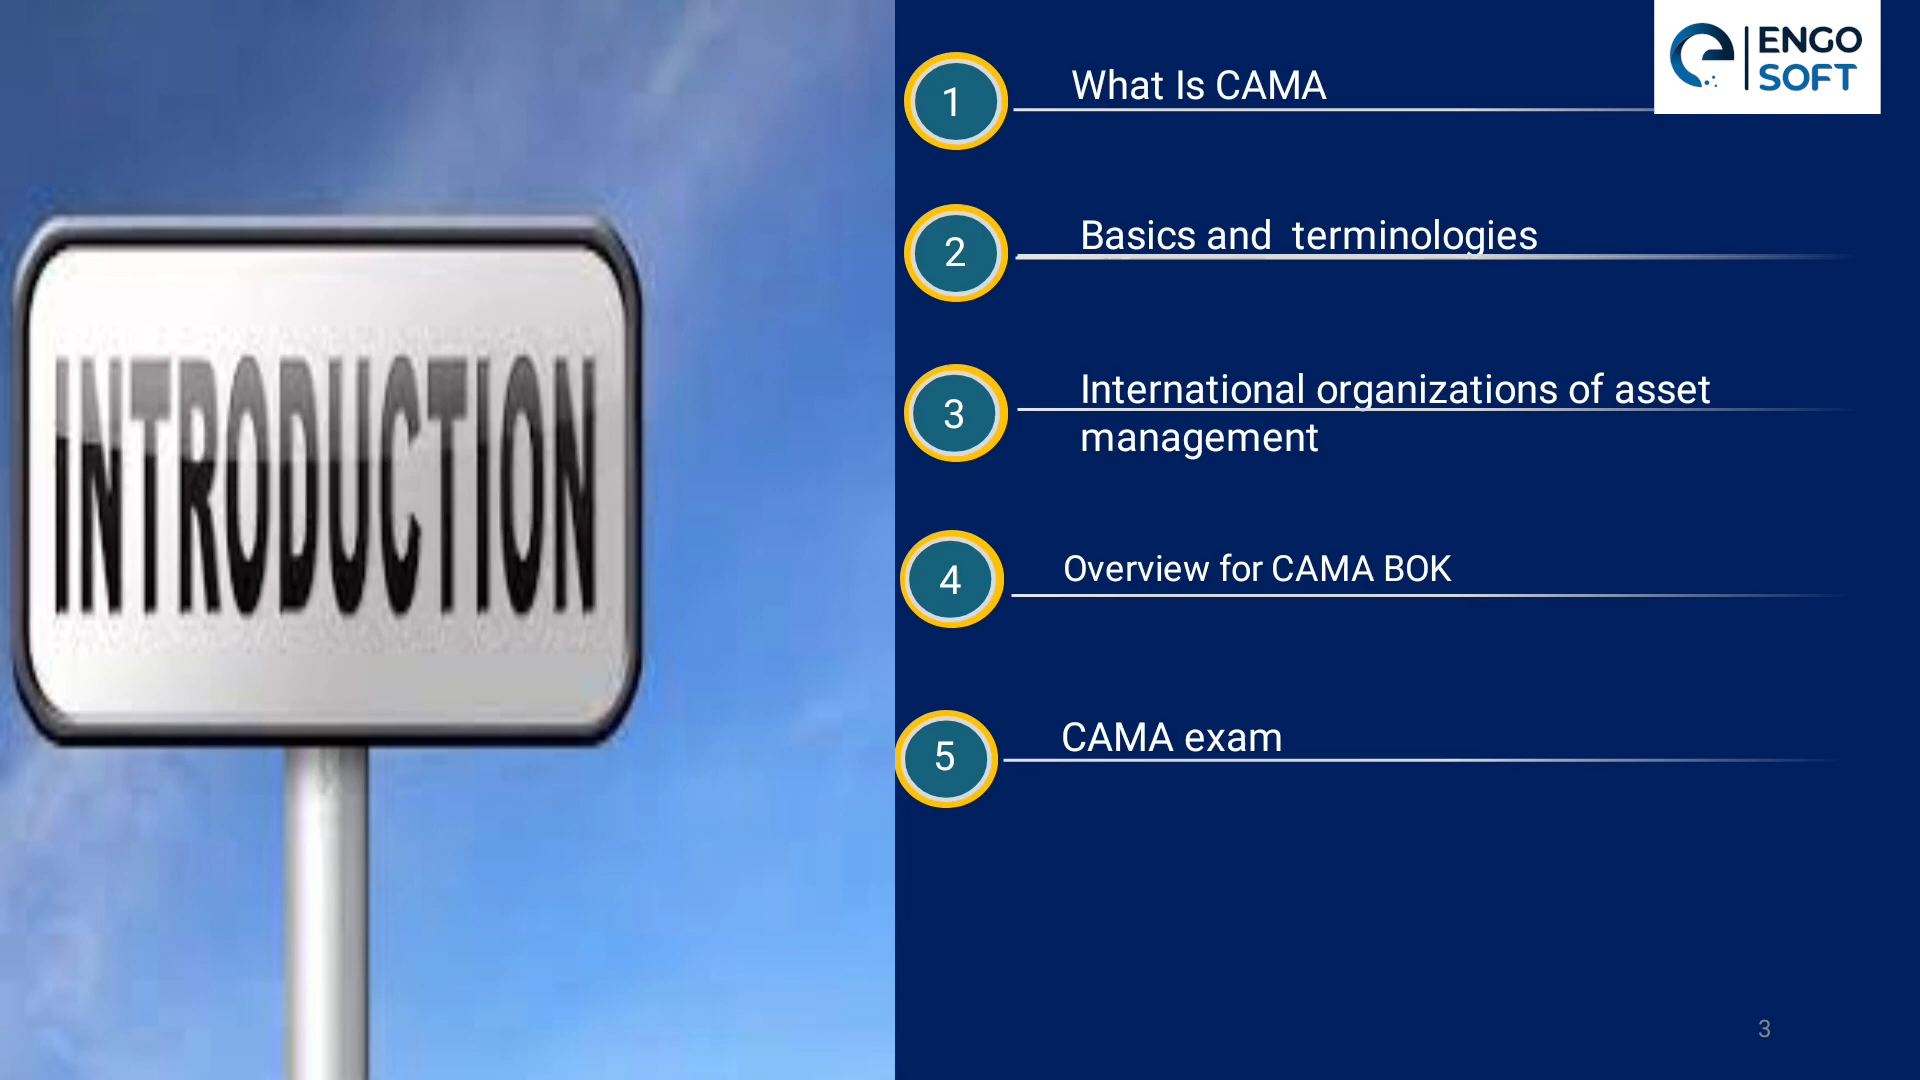 INTRODUCTION
ENGO
SOFT
1
What Is CAMA
2
Basics and  terminologies
3
International organizations of asset
management
4
Overview for CAMA BOK
5
CAMA exam
3